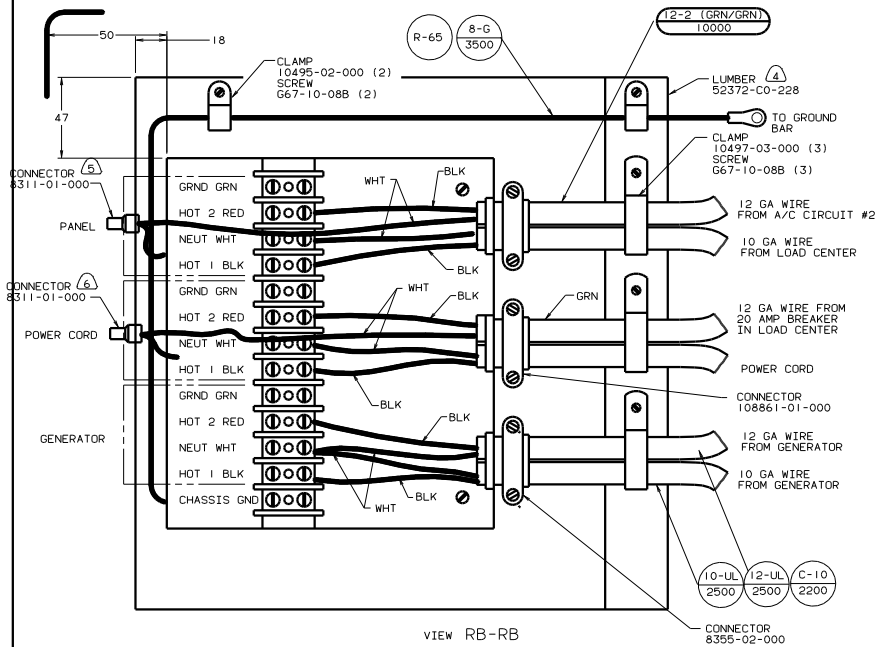 50
18
47
R-65
8-G
3500
12-2 (GRN/GRN)
10000
CLAMP
10495-02-000 (2)
SCREW
G67-10-08B (2)
LUMBER 4
52372-C0-228
TO GROUND
BAR
CLAMP
10497-03-000 (3)
SCREW
G67-10-08B (3)
CONNECTOR 5
8311-01-000
PANEL
GRND GRN
HOT 2 RED
NEUT WHT
HOT 1 BLK
WHT
BLK
BLK
12 GA WIRE
FROM A/C CIRCUIT #2
10 GA WIRE
FROM LOAD CENTER
CONNECTOR 6
8311-01-000
POWER CORD
GRND GRN
HOT 2 RED
NEUT WHT
HOT 1 BLK
WHT
BLK
BLK
GRN
12 GA WIRE FROM
20 AMP BREAKER
IN LOAD CENTER
POWER CORD
CONNECTOR
108861-01-000
GENERATOR
GRND GRN
HOT 2 RED
NEUT WHT
HOT 1 BLK
CHASSIS GND
BLK
BLK
WHT
12 GA WIRE
FROM GENERATOR
10 GA WIRE
FROM GENERATOR
10-UL
2500
12-UL
2500
C-10
2200
CONNECTOR
8355-02-000
VIEW RB-RB